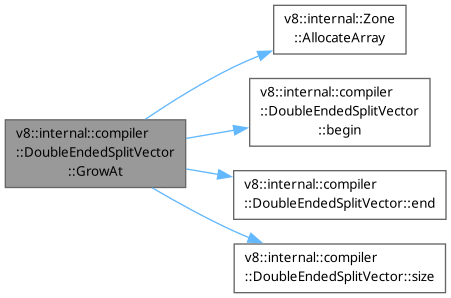 v8::internal::Zone
::AllocateArray
v8::internal::compiler
::DoubleEndedSplitVector
::begin
v8::internal::compiler
::DoubleEndedSplitVector
::GrowAt
v8::internal::compiler
::DoubleEndedSplitVector::end
v8::internal::compiler
::DoubleEndedSplitVector::size